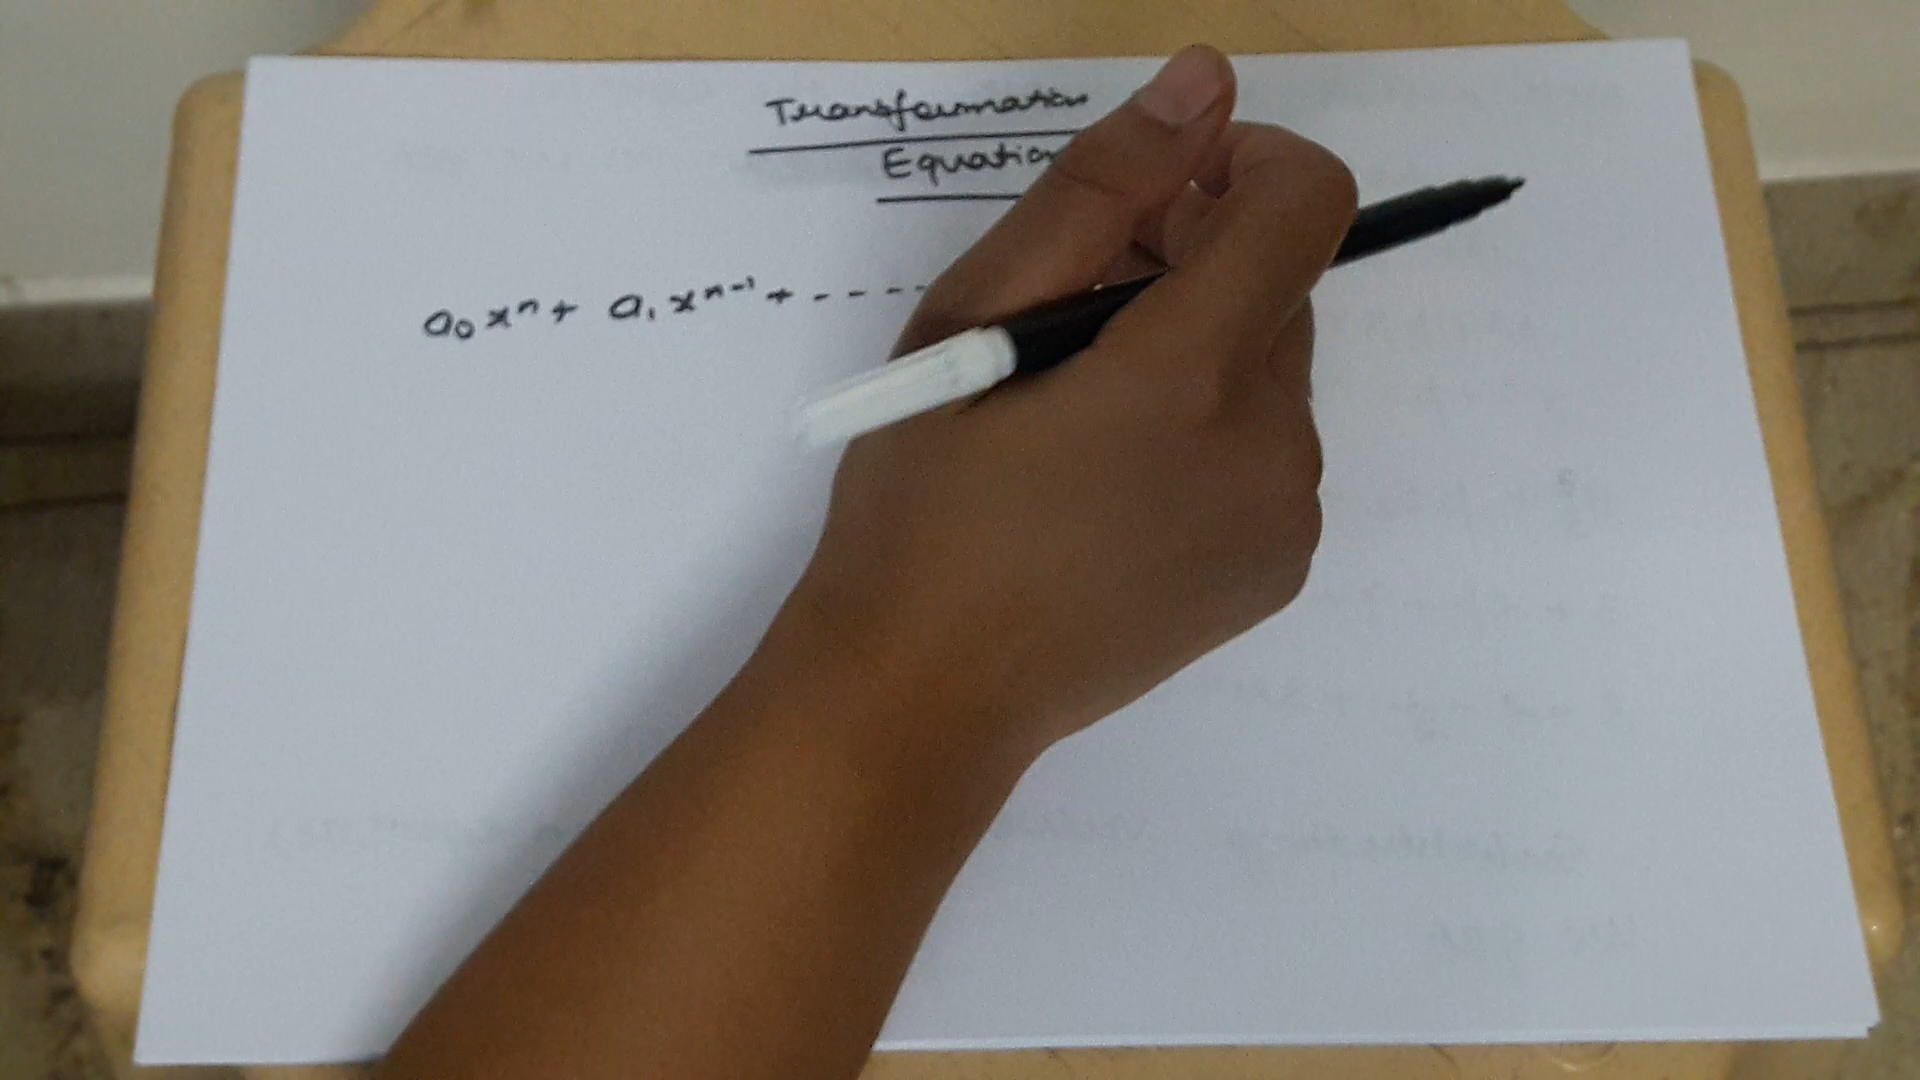 Transformation
Equation
a₀xⁿ + a₁xⁿ⁻¹ + ----